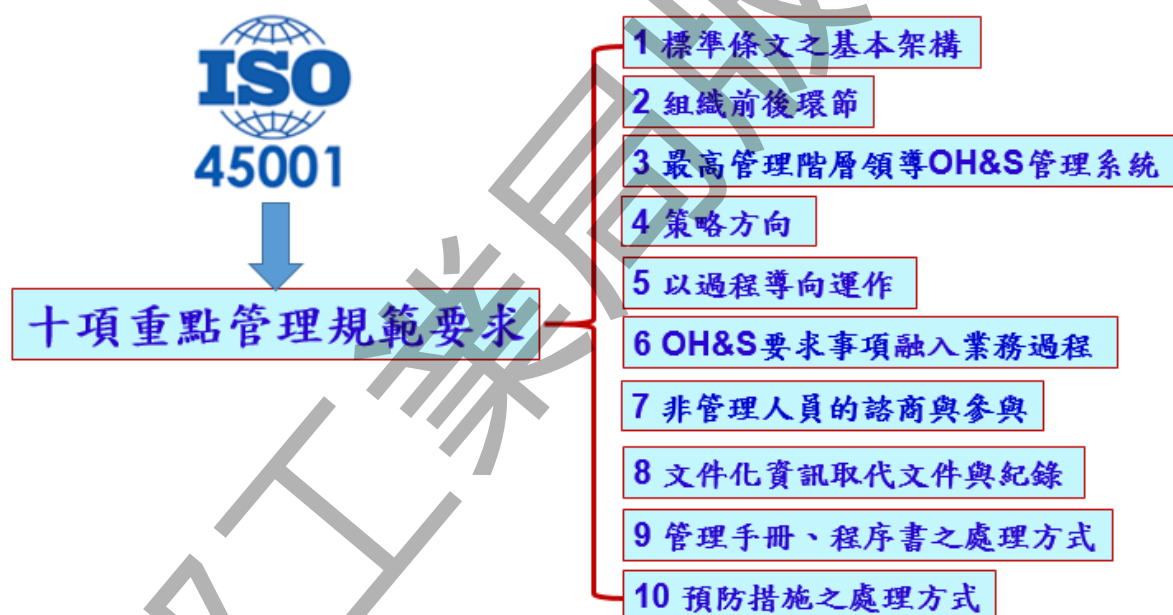 ISO
45001
十項重點管理規範要求
1 標準條文之基本架構
2 組織前後環節
3 最高管理階層領導OH&S管理系統
4 策略方向
5 以過程導向運作
6 OH&S要求事項融入業務過程
7 非管理人員的諮商與參與
8 文件化資訊取代文件與紀錄
9 管理手冊、程序書之處理方式
10 預防措施之處理方式
工業局版